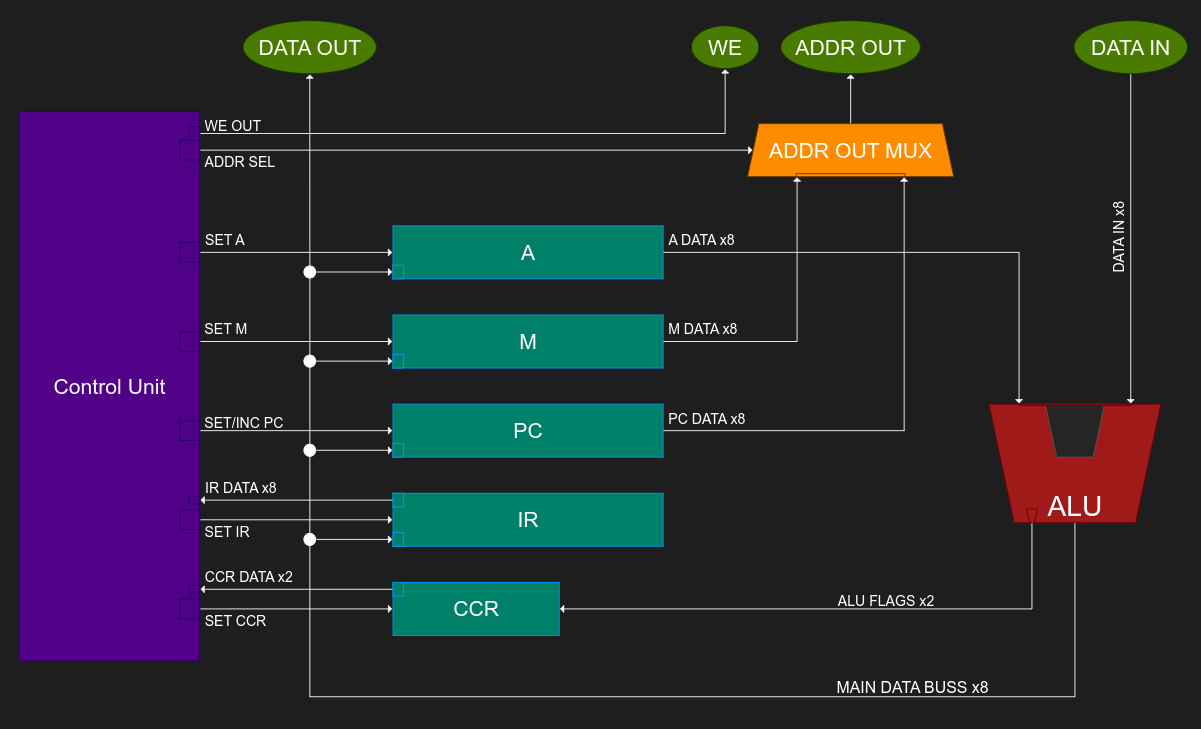 DATA OUT
WE
ADDR OUT
DATA IN
WE OUT
ADDR OUT MUX
ADDR SEL
DATA IN x8
SET A
A
A DATA x8
SET M
M
M DATA x8
Control Unit
SET/INC PC
PC
PC DATA x8
IR DATA x8
IR
SET IR
ALU
CCR DATA x2
CCR
SET CCR
ALU FLAGS x2
MAIN DATA BUSS x8